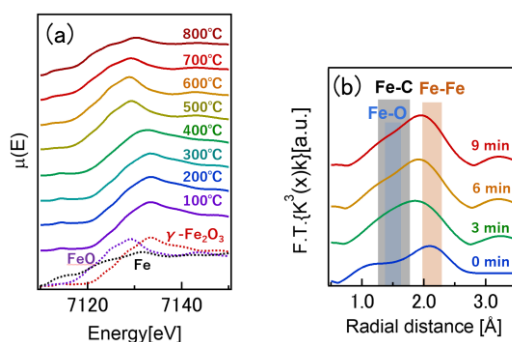 (a)
800℃
700℃
600℃
500℃
400℃
300℃
200℃
100℃
γ-Fe₂O₃
FeO
Fe
μ(E)
7120
7140
Energy[eV]
(b)
Fe-C
Fe-Fe
Fe-O
9 min
6 min
3 min
0 min
F.T.{K³(x)k}[a.u.]
1.0
2.0
3.0
Radial distance [Å]